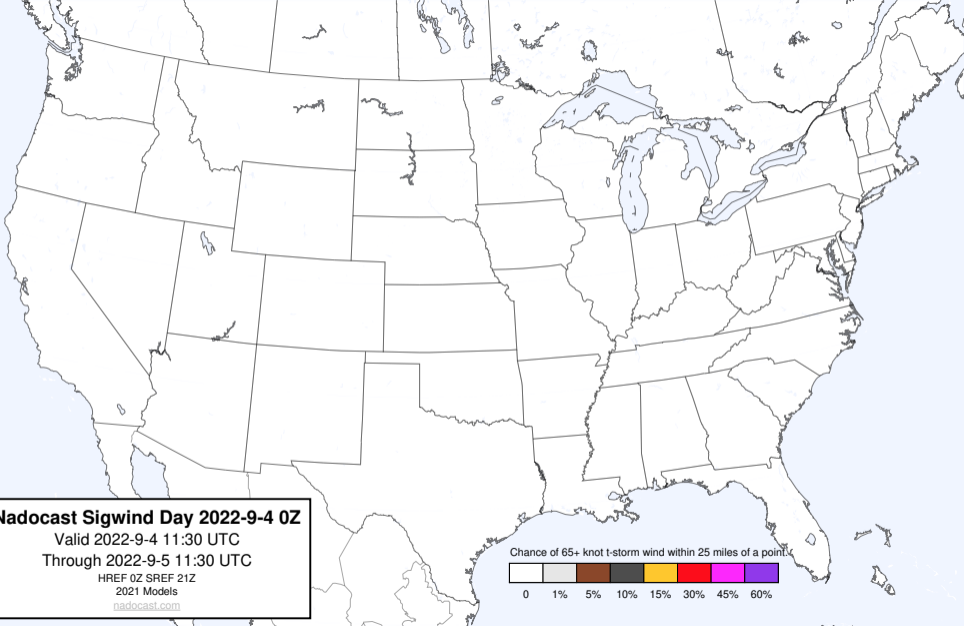 Nadocast Sigwind Day 2022-9-4 0Z
Valid 2022-9-4 11:30 UTC
Through 2022-9-5 11:30 UTC
HREF 0Z SREF 21Z
2021 Models
nadocast.com
Chance of 65+ knot t-storm wind within 25 miles of a point.
0 1% 5% 10% 15% 30% 45% 60%